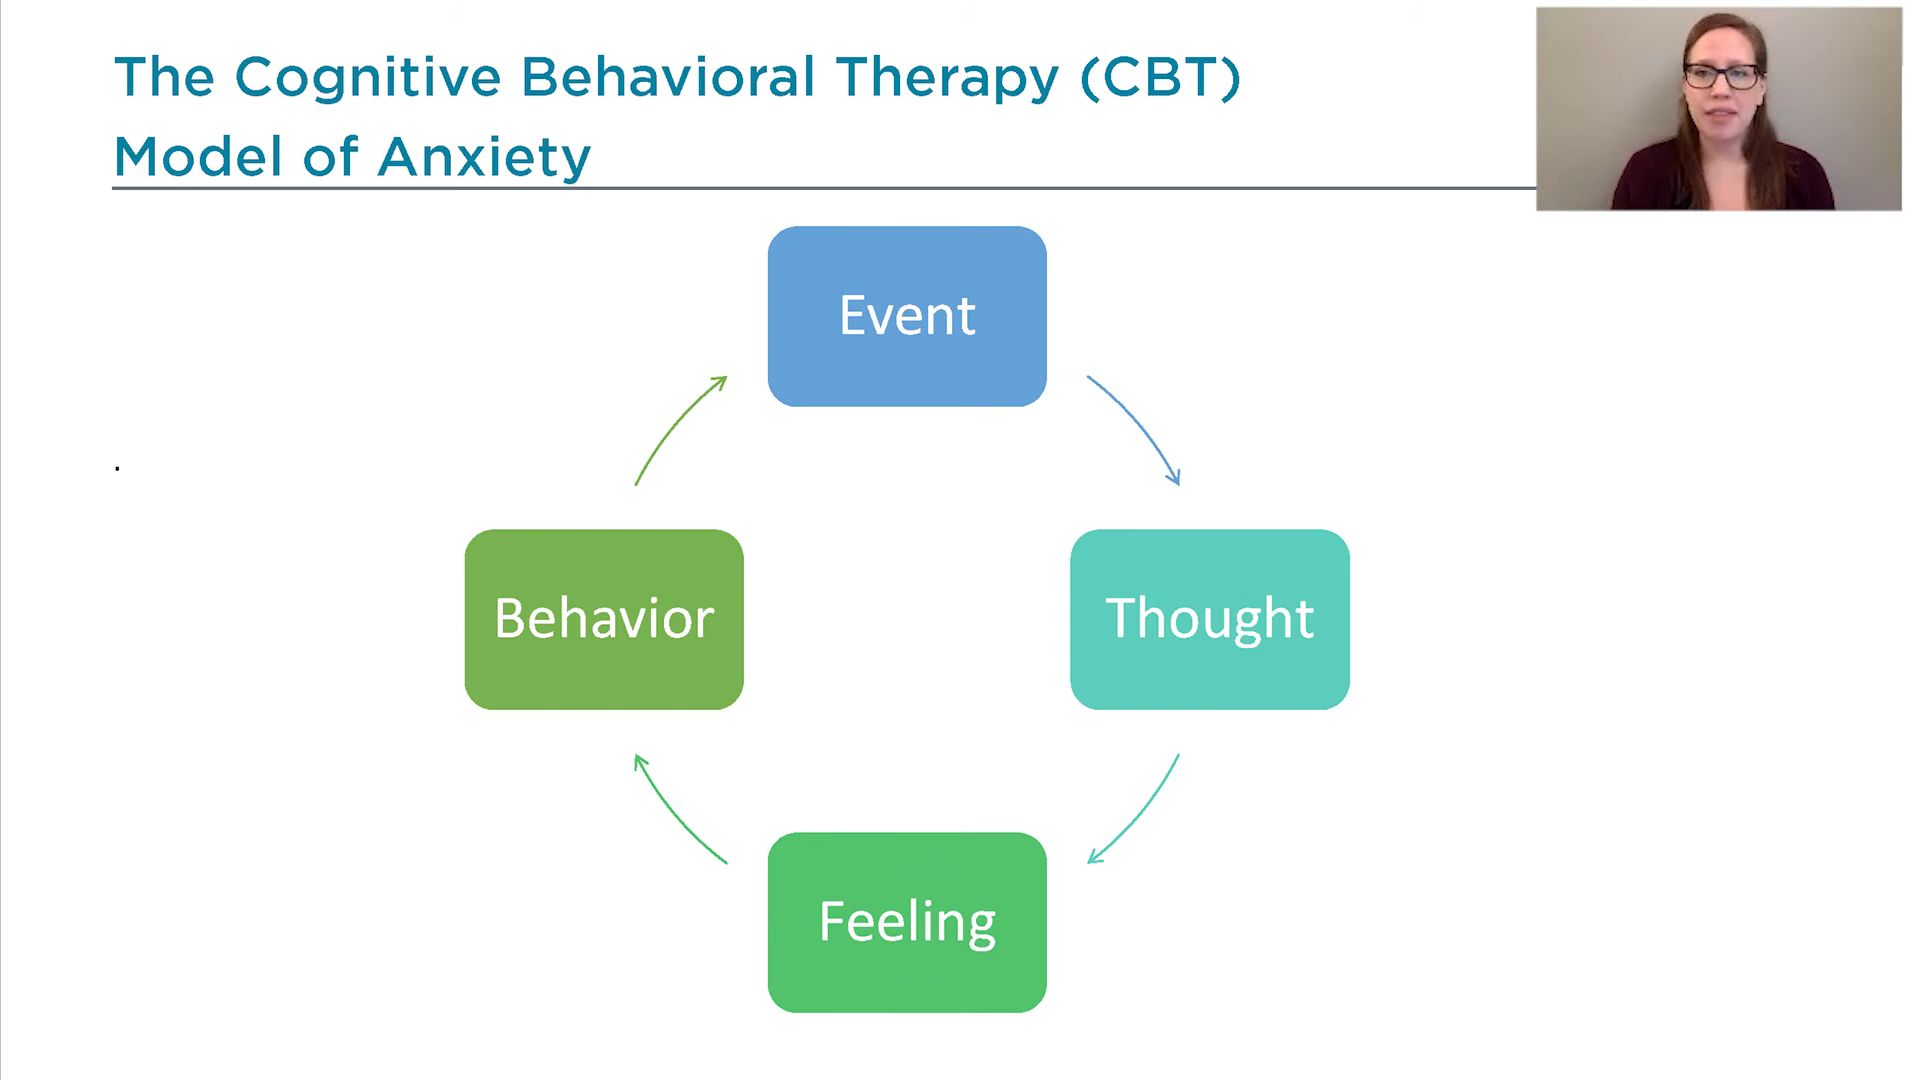 The Cognitive Behavioral Therapy (CBT)
Model of Anxiety
Event
.
Behavior
Thought
Feeling